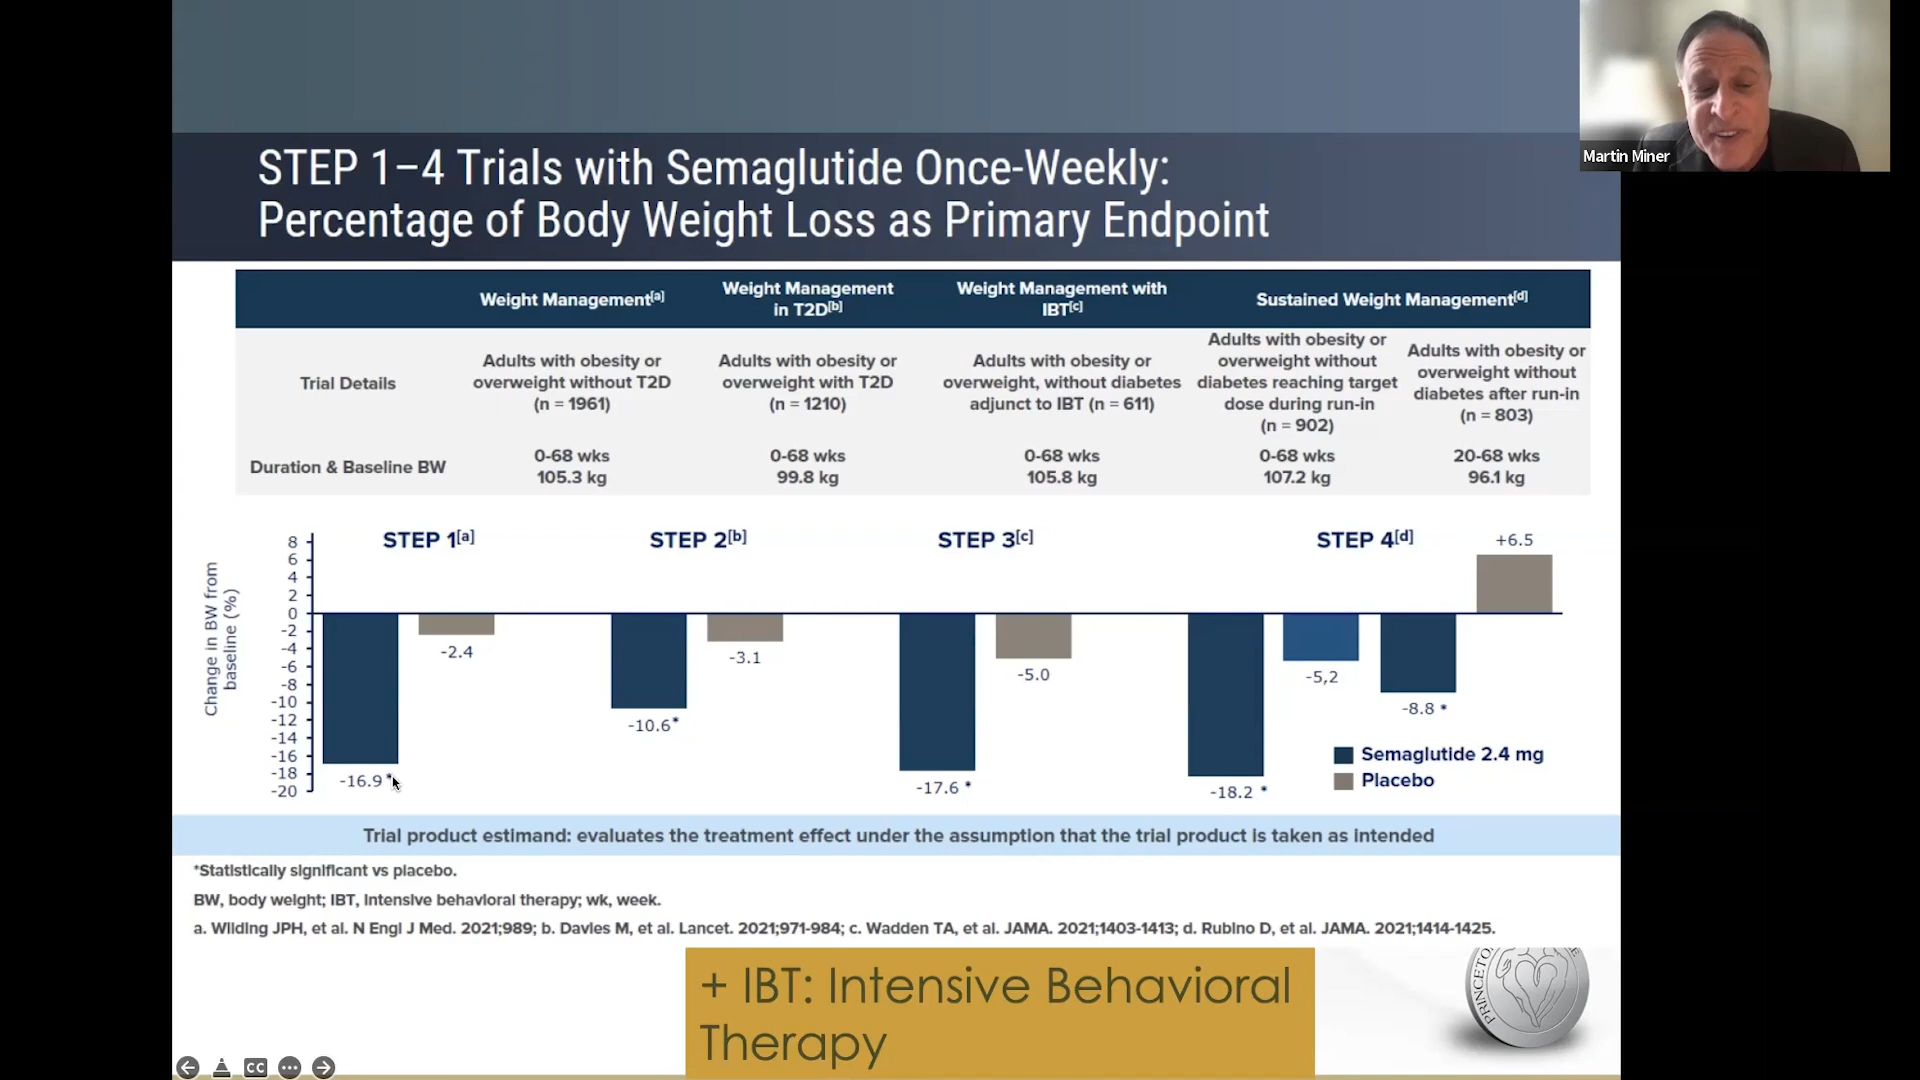 Martin Miner
STEP 1–4 Trials with Semaglutide Once-Weekly:
Percentage of Body Weight Loss as Primary Endpoint
Weight Management[a]
Weight Management
in T2D[b]
Weight Management with
IBT[c]
Sustained Weight Management[d]
Trial Details
Adults with obesity or
overweight without T2D
(n = 1961)
Adults with obesity or
overweight with T2D
(n = 1210)
Adults with obesity or
overweight, without diabetes
adjunct to IBT (n = 611)
Adults with obesity or
overweight without
diabetes reaching target
dose during run-in
(n = 902)
Adults with obesity or
overweight without
diabetes after run-in
(n = 803)
Duration & Baseline BW
0-68 wks
105.3 kg
0-68 wks
99.8 kg
0-68 wks
105.8 kg
0-68 wks
107.2 kg
20-68 wks
96.1 kg
Change in BW from
baseline (%)
8
6
4
2
0
-2
-4
-6
-8
-10
-12
-14
-16
-18
-20
STEP 1[a]
-16.9 *
-2.4
STEP 2[b]
-10.6*
-3.1
STEP 3[c]
-17.6 *
-5.0
STEP 4[d]
-18.2 *
-5,2
-8.8 *
+6.5
Semaglutide 2.4 mg
Placebo
Trial product estimand: evaluates the treatment effect under the assumption that the trial product is taken as intended
*Statistically significant vs placebo.
BW, body weight; IBT, intensive behavioral therapy; wk, week.
a. Wilding JPH, et al. N Engl J Med. 2021;989; b. Davies M, et al. Lancet. 2021;971-984; c. Wadden TA, et al. JAMA. 2021;1403-1413; d. Rubino D, et al. JAMA. 2021;1414-1425.
+ IBT: Intensive Behavioral
Therapy
CC